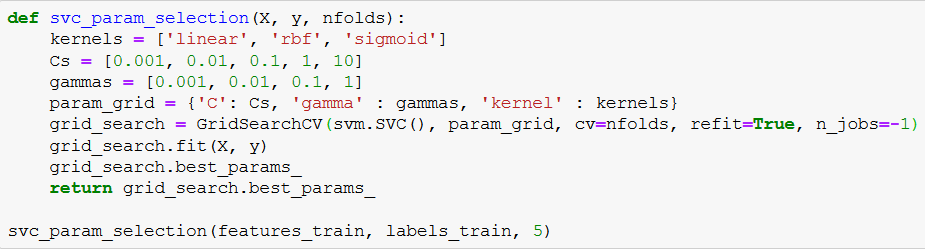 def svc_param_selection(X, y, nfolds):
    kernels = ['linear', 'rbf', 'sigmoid']
    Cs = [0.001, 0.01, 0.1, 1, 10]
    gammas = [0.001, 0.01, 0.1, 1]
    param_grid = {'C': Cs, 'gamma' : gammas, 'kernel' : kernels}
    grid_search = GridSearchCV(svm.SVC(), param_grid, cv=nfolds, refit=True, n_jobs=-1)
    grid_search.fit(X, y)
    grid_search.best_params_
    return grid_search.best_params_

svc_param_selection(features_train, labels_train, 5)